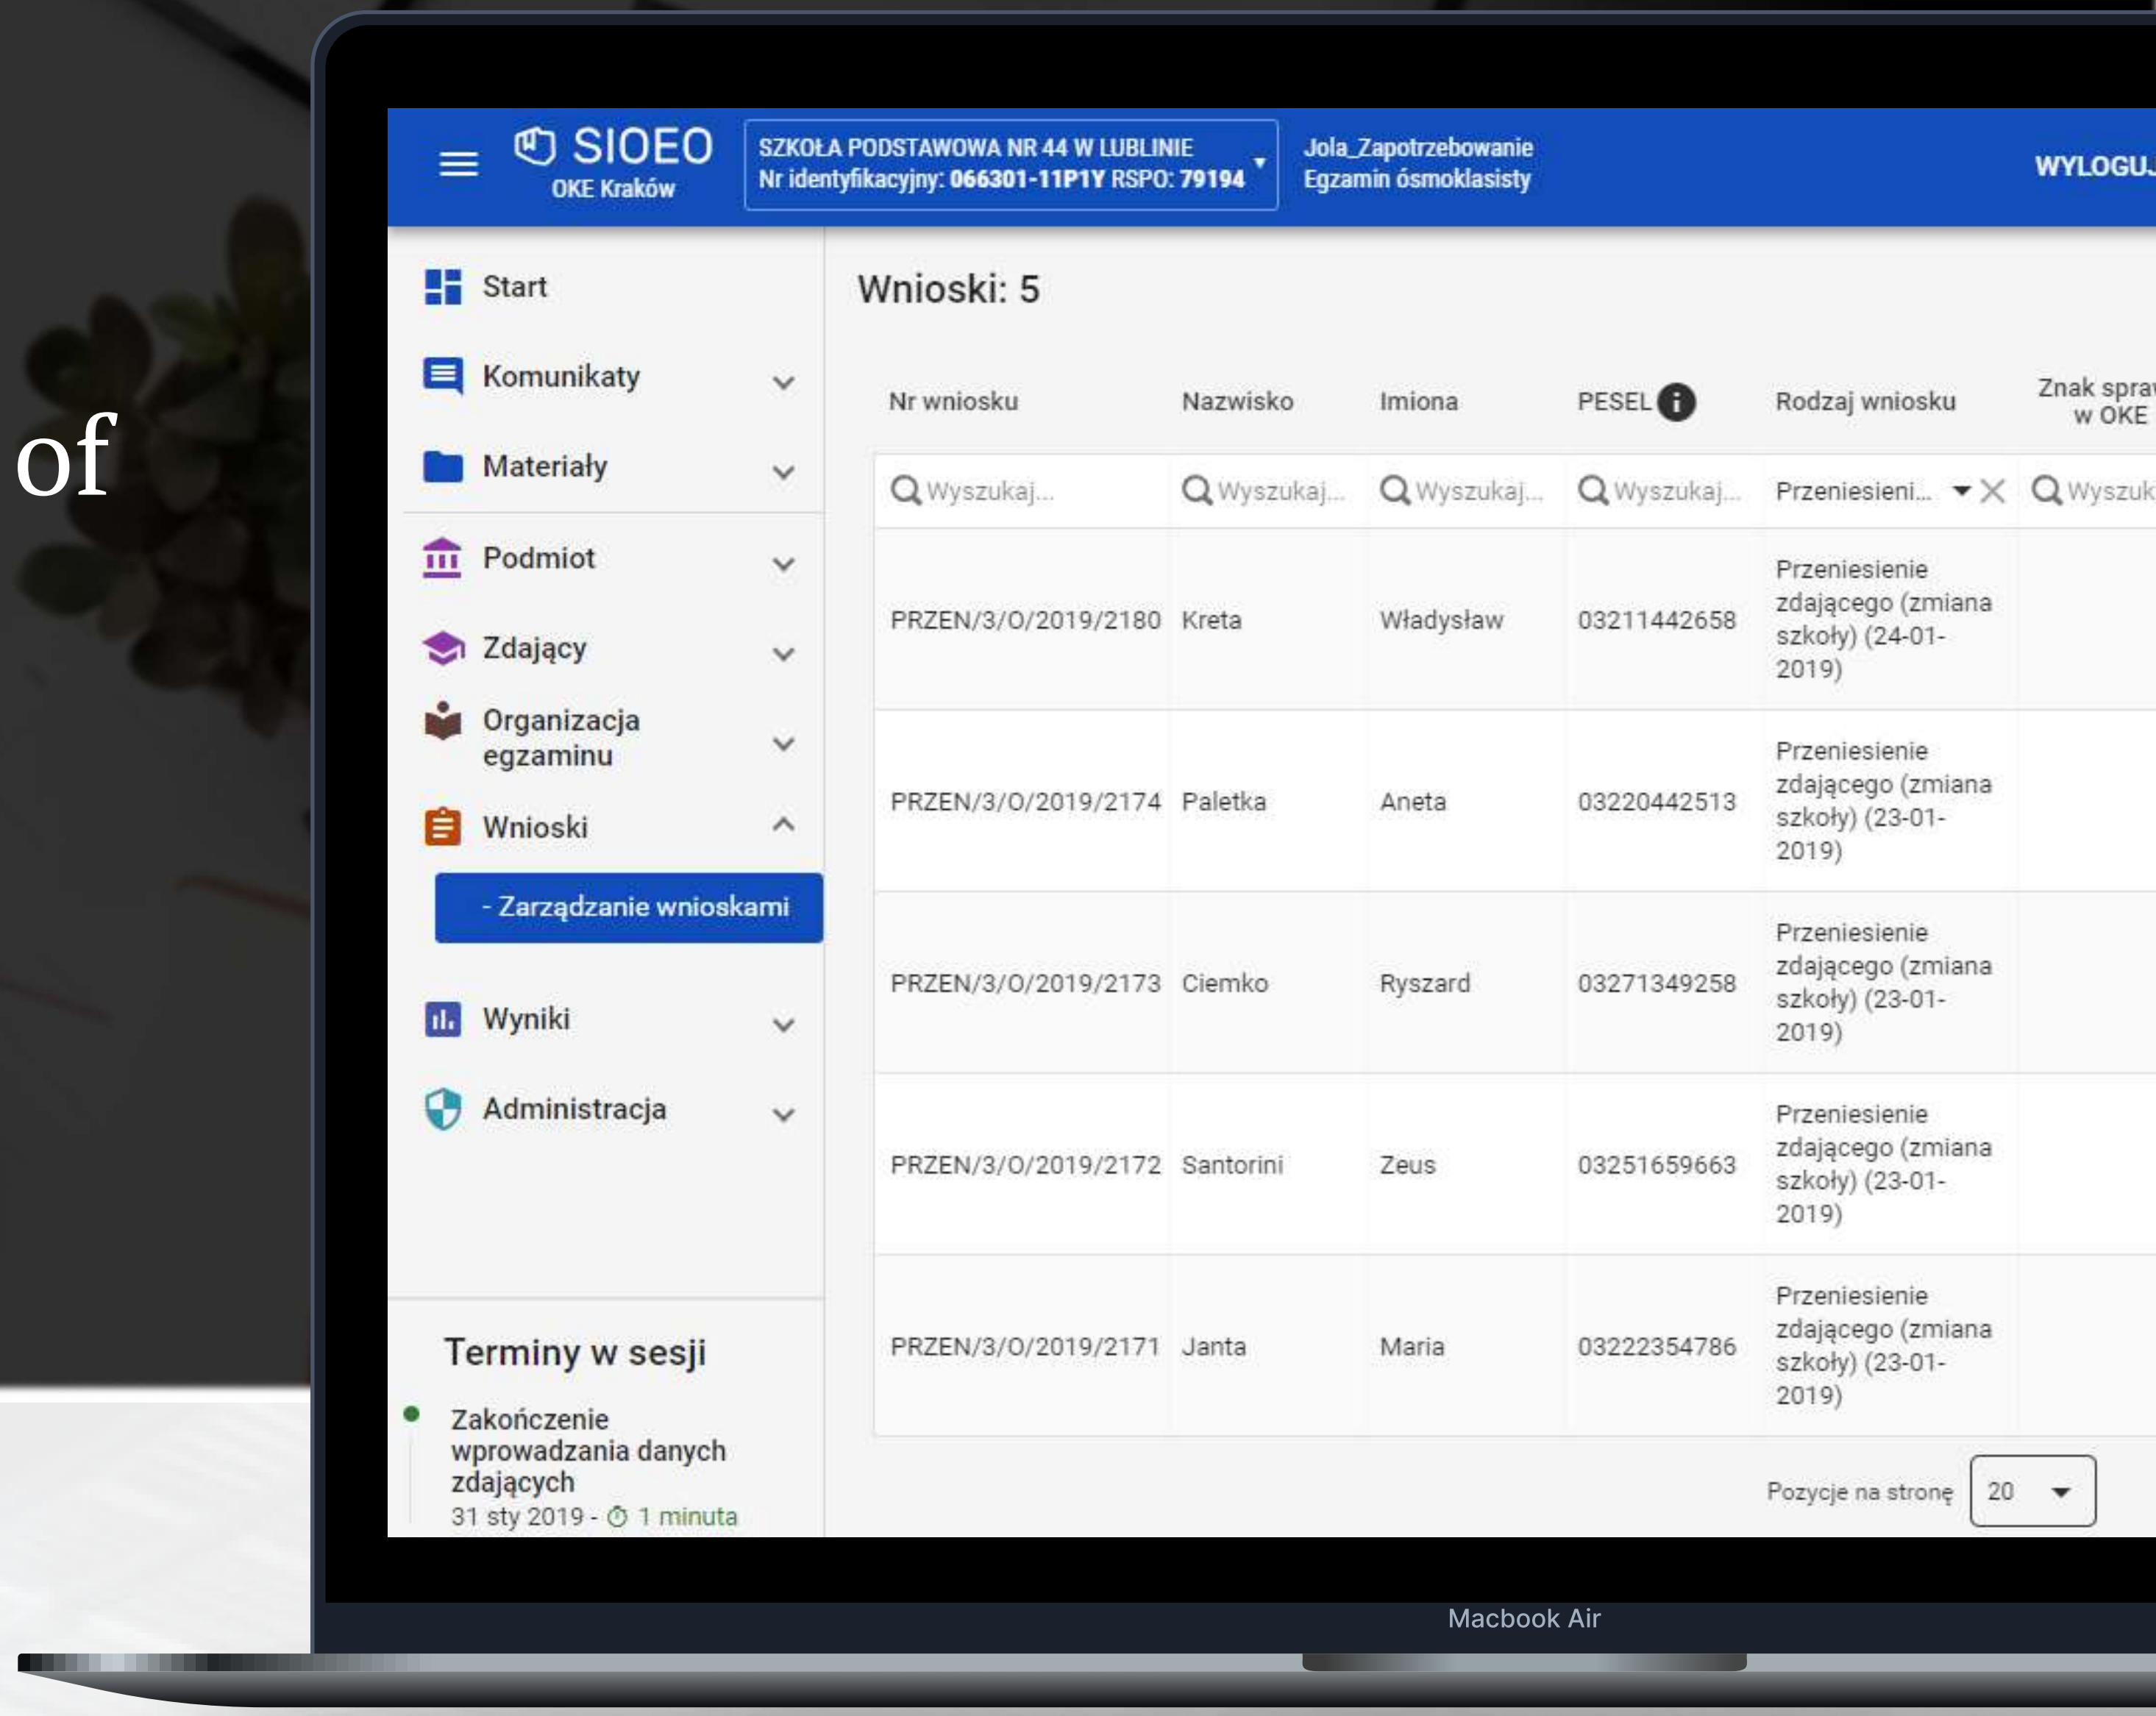 of
SIOEO
OKE Kraków
SZKOŁA PODSTAWOWA NR 44 W LUBLINIE
Nr identyfikacyjny: 066301-11P1Y RSPO: 79194
Jola_Zapotrzebowanie
Egzamin ósmoklasisty
WYLOGUJ
Start
Komunikaty
Materiały
Podmiot
Zdający
Organizacja
egzaminu
Wnioski
- Zarządzanie wnioskami
Wyniki
Administracja
Terminy w sesji
Zakończenie
wprowadzania danych
zdających
31 sty 2019 - 1 minuta
Wnioski: 5
Nr wniosku Nazwisko Imiona PESEL i Rodzaj wniosku Znak spraw
w OKE
Wyszukaj... Wyszukaj... Wyszukaj... Wyszukaj... Przeniesieni... Wyszuk
PRZEN/3/O/2019/2180 Kreta Władysław 03211442658
Przeniesienie
zdającego (zmiana
szkoły) (24-01-
2019)
PRZEN/3/O/2019/2174 Paletka Aneta 03220442513
Przeniesienie
zdającego (zmiana
szkoły) (23-01-
2019)
PRZEN/3/O/2019/2173 Ciemko Ryszard 03271349258
Przeniesienie
zdającego (zmiana
szkoły) (23-01-
2019)
PRZEN/3/O/2019/2172 Santorini Zeus 03251659663
Przeniesienie
zdającego (zmiana
szkoły) (23-01-
2019)
PRZEN/3/O/2019/2171 Janta Maria 03222354786
Przeniesienie
zdającego (zmiana
szkoły) (23-01-
2019)
Pozycje na stronę 20
Macbook Air